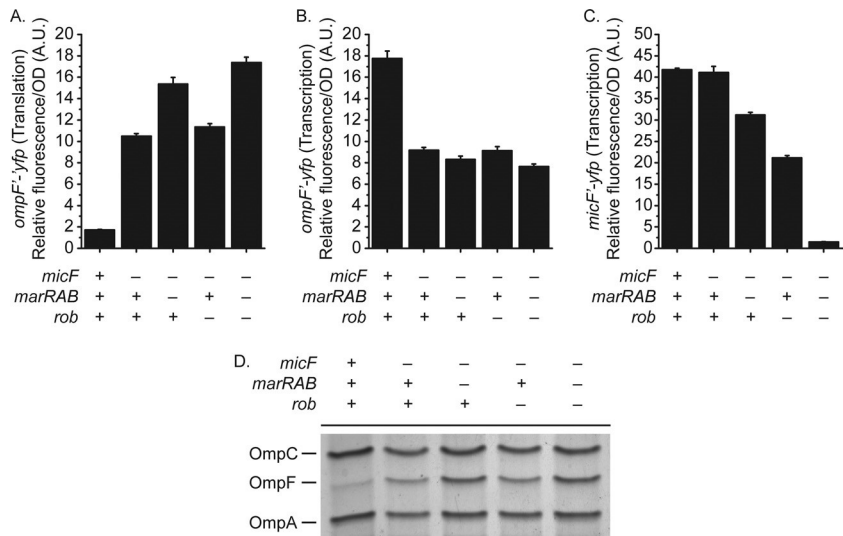 A.
ompF'-'yfp (Translation)
Relative fluorescence/OD (A.U.)
20
18
16
14
12
10
8
6
4
2
0
micF + – – – –
marRAB + + – + –
rob + + + – –
B.
ompF'-yfp (Transcription)
Relative fluorescence/OD (A.U.)
20
18
16
14
12
10
8
6
4
2
0
micF + – – – –
marRAB + + – + –
rob + + + – –
C.
micF'-yfp (Transcription)
Relative fluorescence/OD (A.U.)
50
45
40
35
30
25
20
15
10
5
0
micF + – – – –
marRAB + + – + –
rob + + + – –
D.
micF + – – – –
marRAB + + – + –
rob + + + – –
OmpC
OmpF
OmpA